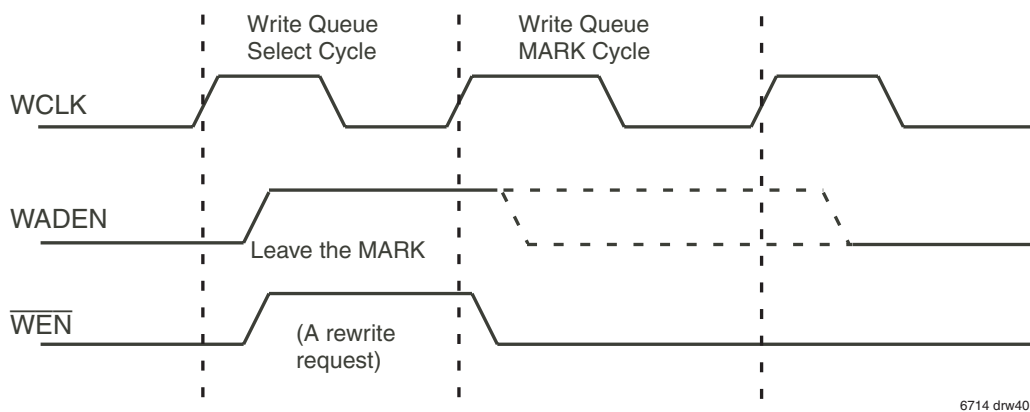 Write Queue
Select Cycle
Write Queue
MARK Cycle
WCLK
WADEN
Leave the MARK
WEN
(A rewrite
request)
6714 drw40